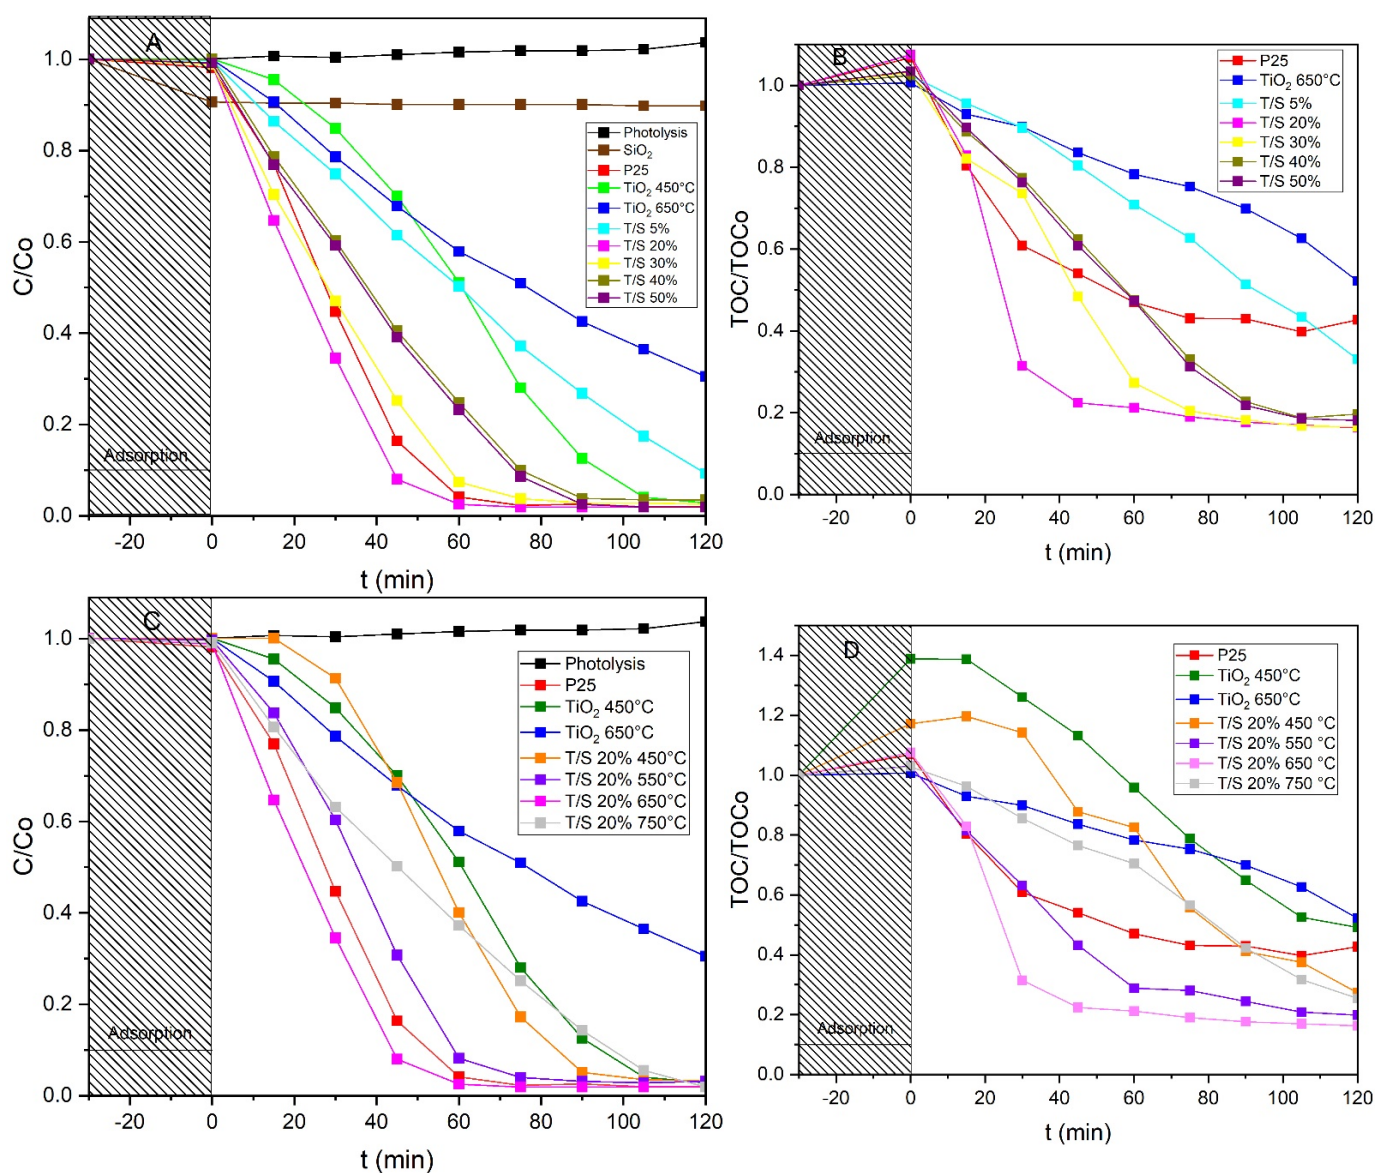 A
1.0
0.8
0.6
0.4
0.2
0.0
C/Co
Adsorption
-20 0 20 40 60 80 100 120
t (min)
Photolysis
SiO2
P25
TiO2 450°C
TiO2 650°C
T/S 5%
T/S 20%
T/S 30%
T/S 40%
T/S 50%
B
1.0
0.8
0.6
0.4
0.2
0.0
TOC/TOCo
Adsorption
-20 0 20 40 60 80 100 120
t (min)
P25
TiO2 650°C
T/S 5%
T/S 20%
T/S 30%
T/S 40%
T/S 50%
C
1.0
0.8
0.6
0.4
0.2
0.0
C/Co
Adsorption
-20 0 20 40 60 80 100 120
t (min)
Photolysis
P25
TiO2 450°C
TiO2 650°C
T/S 20% 450°C
T/S 20% 550°C
T/S 20% 650°C
T/S 20% 750°C
D
1.4
1.2
1.0
0.8
0.6
0.4
0.2
0.0
TOC/TOCo
Adsorption
-20 0 20 40 60 80 100 120
t (min)
P25
TiO2 450°C
TiO2 650°C
T/S 20% 450 °C
T/S 20% 550 °C
T/S 20% 650 °C
T/S 20% 750 °C